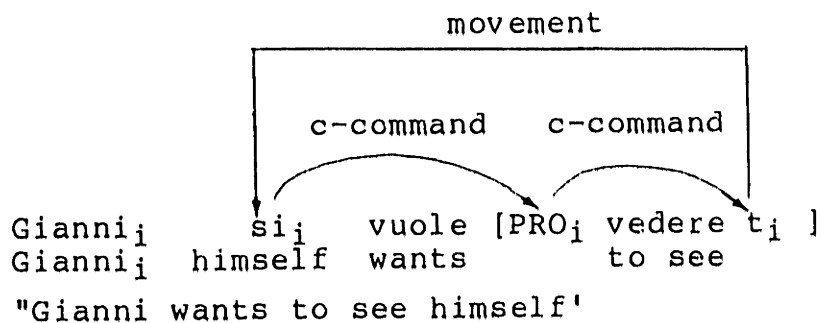 movement
c-command c-command
Gianniᵢ siᵢ vuole [PROᵢ vedere tᵢ ]
Gianniᵢ himself wants to see
"Gianni wants to see himself'